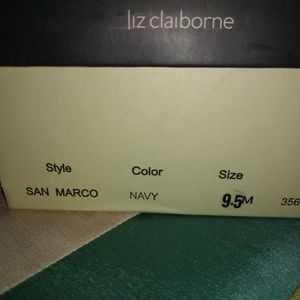 liz claiborne
Style Color Size
SAN MARCO NAVY 9.5M 356